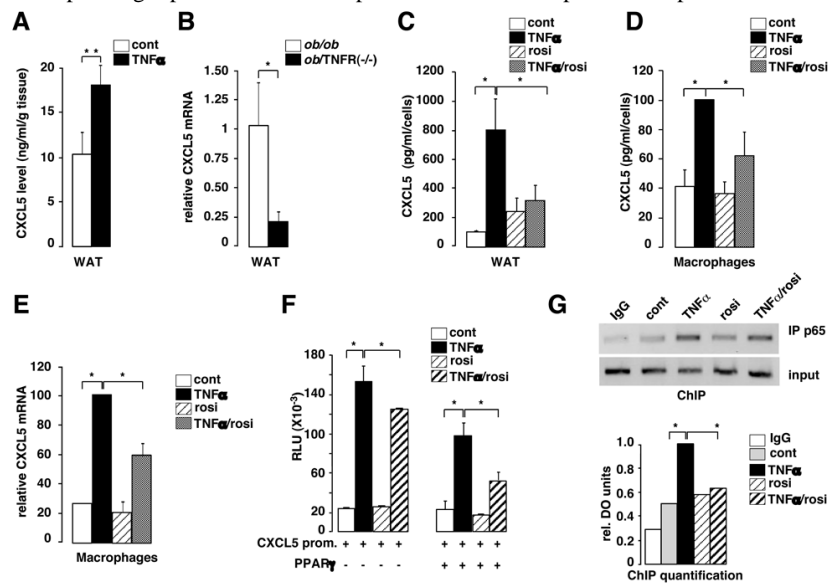 A
cont
TNFα
CXCL5 level (ng/ml/g tissue)
20
15
10
5
0
* *
WAT
B
ob/ob
ob/TNFR(-/-)
relative CXCL5 mRNA
1.50
1.25
1
0.75
0.25
0
*
WAT
C
cont
TNFα
rosi
TNFα/rosi
CXCL5 (pg/ml/cells)
1200
1000
800
600
400
200
0
* *
WAT
D
cont
TNFα
rosi
TNFα/rosi
CXCL5 (pg/ml/cells)
120
100
80
60
40
20
0
* *
Macrophages
E
cont
TNFα
rosi
TNFα/rosi
relative CXCL5 mRNA
120
100
80
60
40
20
0
* *
Macrophages
F
cont
TNFα
rosi
TNFα/rosi
RLU (X10-3)
180
140
100
60
20
0
* *
* *
CXCL5 prom. + + + + + + + +
PPARγ - - - - + + + +
G
IgG cont TNFα rosi TNFα/rosi
IP p65
input
ChIP
IgG
cont
TNFα
rosi
TNFα/rosi
rel. DO units
1.0
0.8
0.6
0.4
0.2
0
* *
ChIP quantification